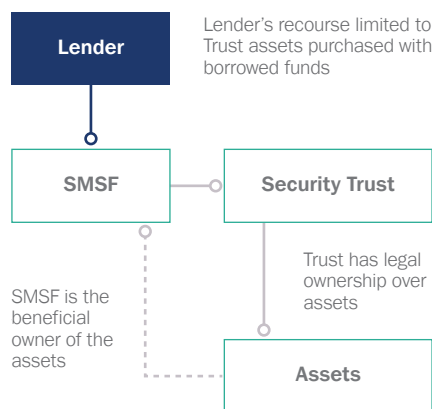 Lender
Lender’s recourse limited to
Trust assets purchased with
borrowed funds
SMSF
Security Trust
SMSF is the
beneficial
owner of the
assets
Trust has legal
ownership over
assets
Assets